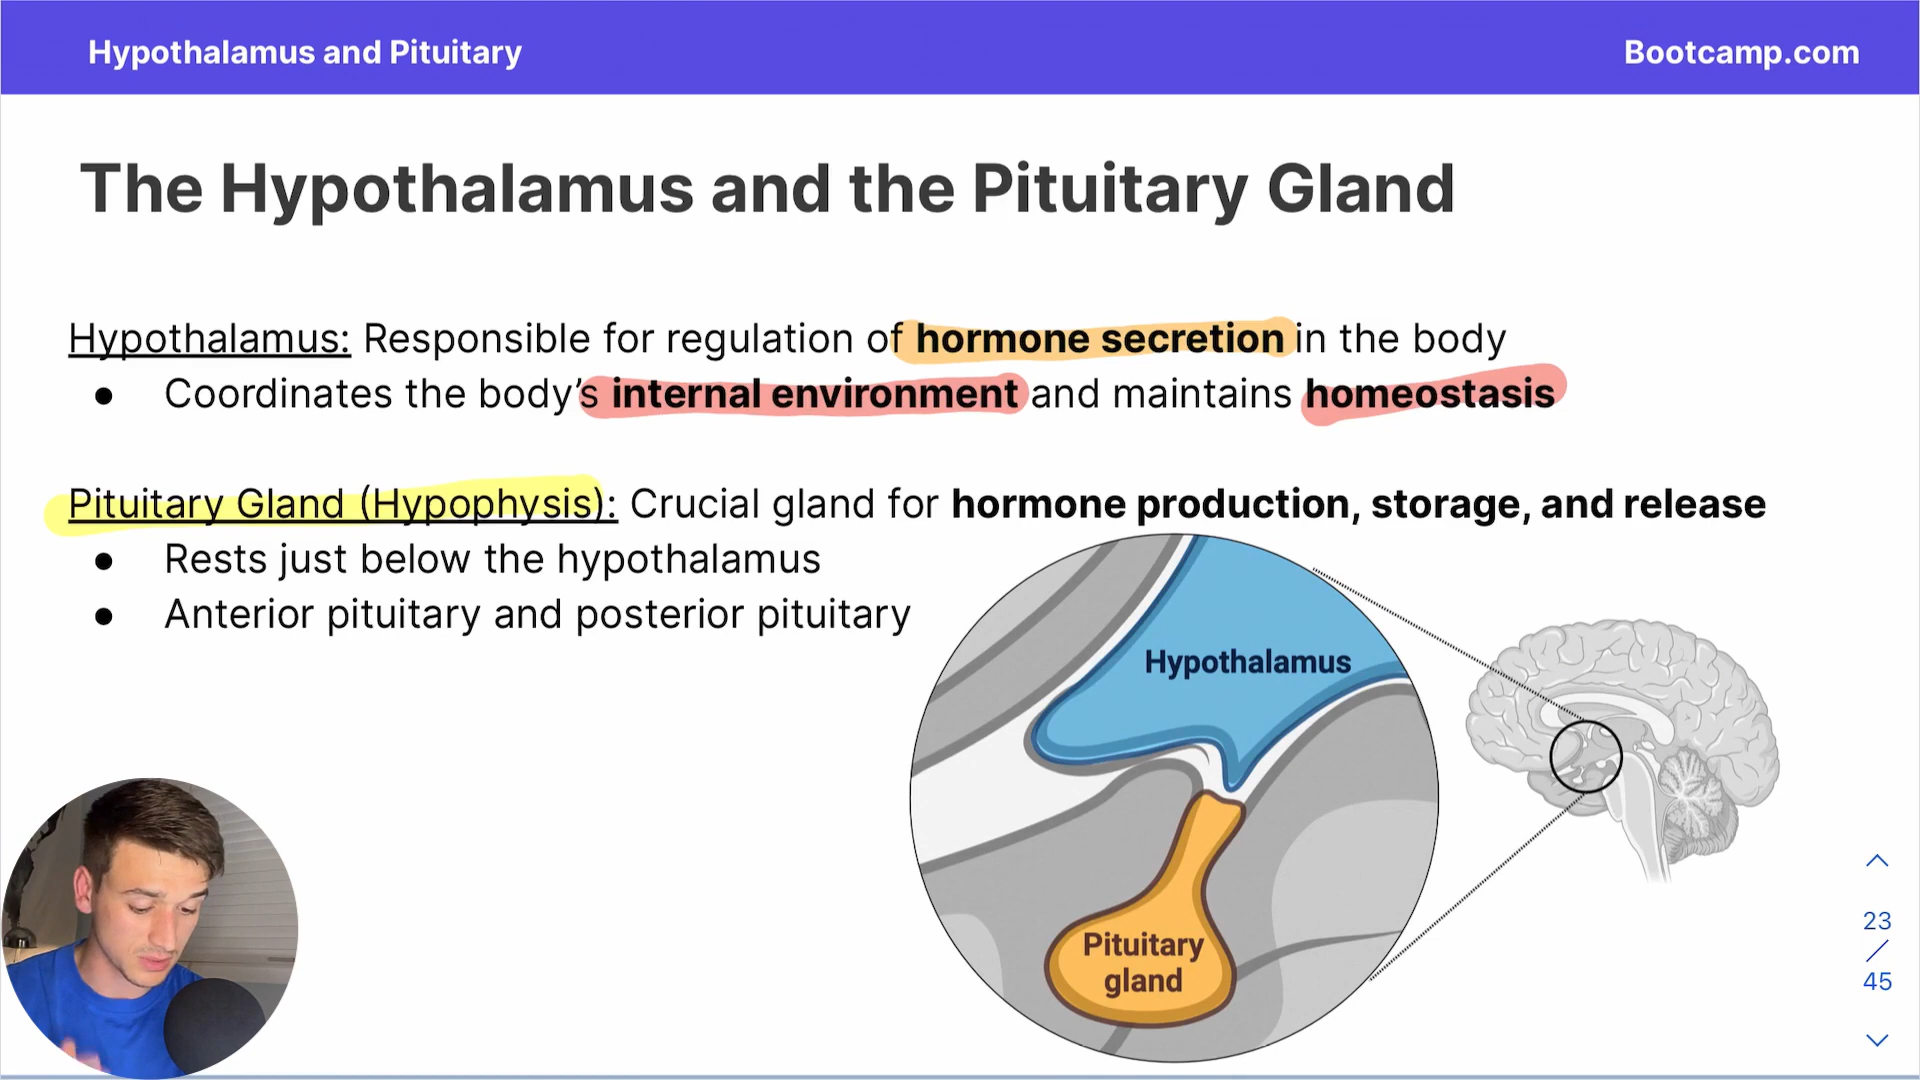 Hypothalamus and Pituitary
Bootcamp.com
The Hypothalamus and the Pituitary Gland
Hypothalamus: Responsible for regulation of hormone secretion in the body
● Coordinates the body’s internal environment and maintains homeostasis
Pituitary Gland (Hypophysis): Crucial gland for hormone production, storage, and release
● Rests just below the hypothalamus
● Anterior pituitary and posterior pituitary
Hypothalamus
Pituitary
gland
23
/
45